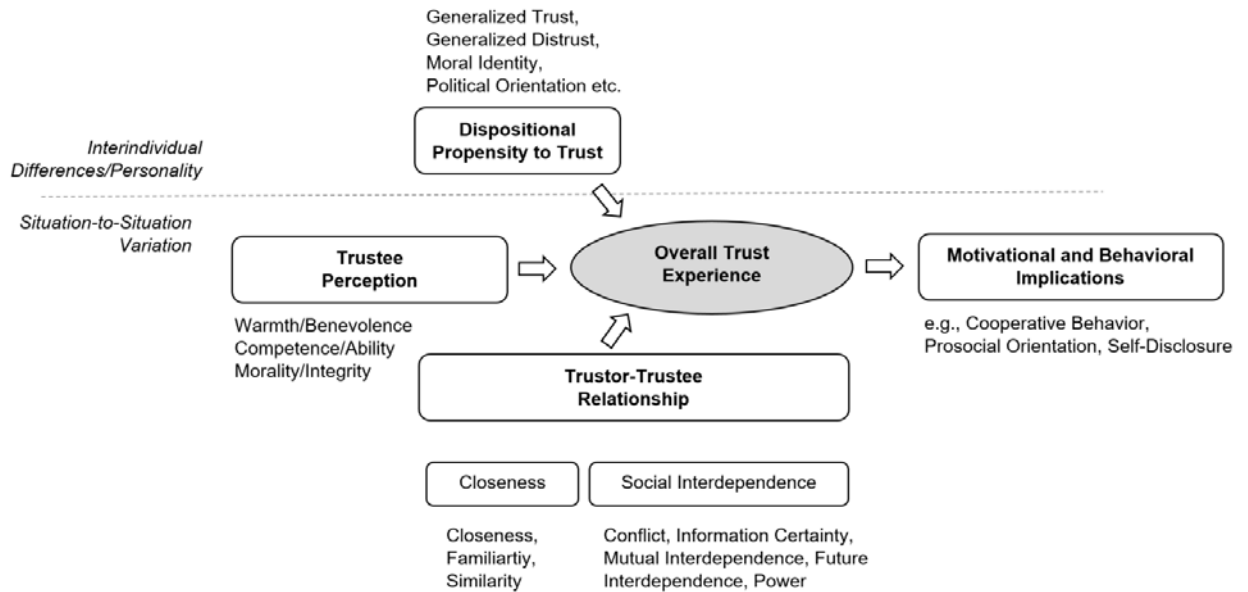 Generalized Trust,
Generalized Distrust,
Moral Identity,
Political Orientation etc.
Dispositional
Propensity to Trust
Interindividual
Differences/Personality
Situation-to-Situation
Variation
Trustee
Perception
Overall Trust
Experience
Motivational and Behavioral
Implications
Warmth/Benevolence
Competence/Ability
Morality/Integrity
e.g., Cooperative Behavior,
Prosocial Orientation, Self-Disclosure
Trustor-Trustee
Relationship
Closeness
Social Interdependence
Closeness,
Familiartiy,
Similarity
Conflict, Information Certainty,
Mutual Interdependence, Future
Interdependence, Power